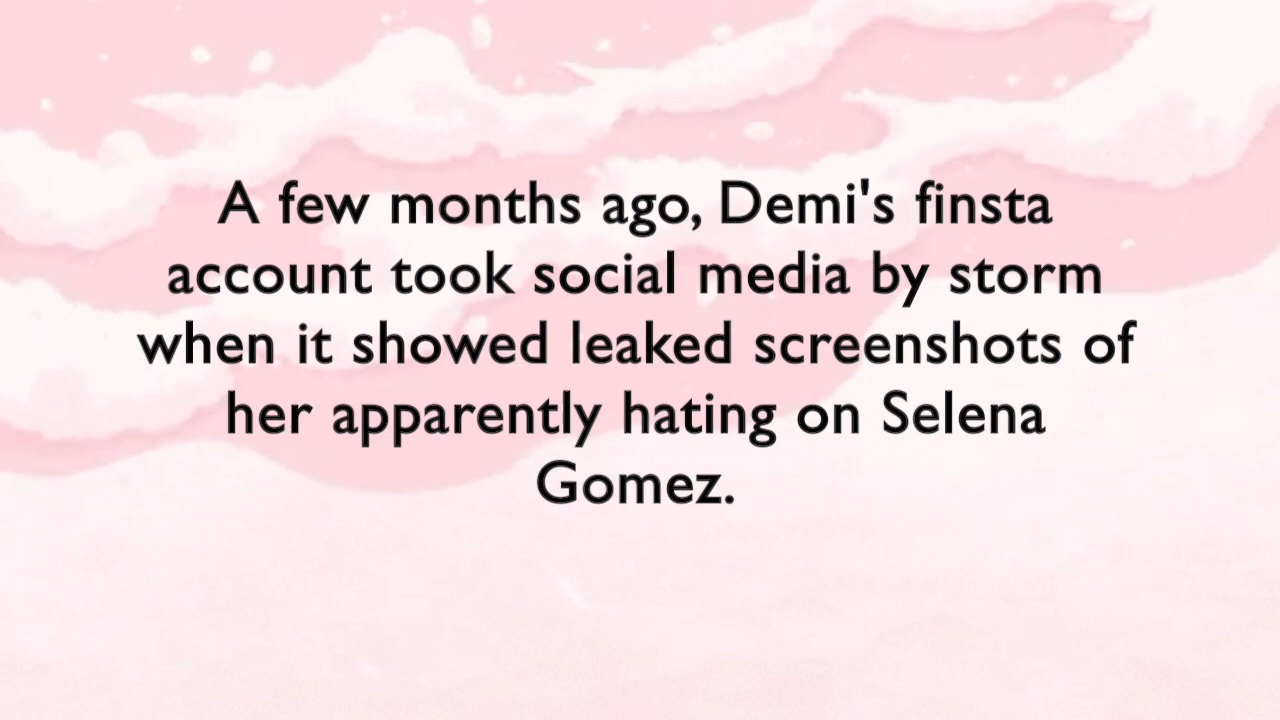 A few months ago, Demi's finsta
account took social media by storm
when it showed leaked screenshots of
her apparently hating on Selena
Gomez.